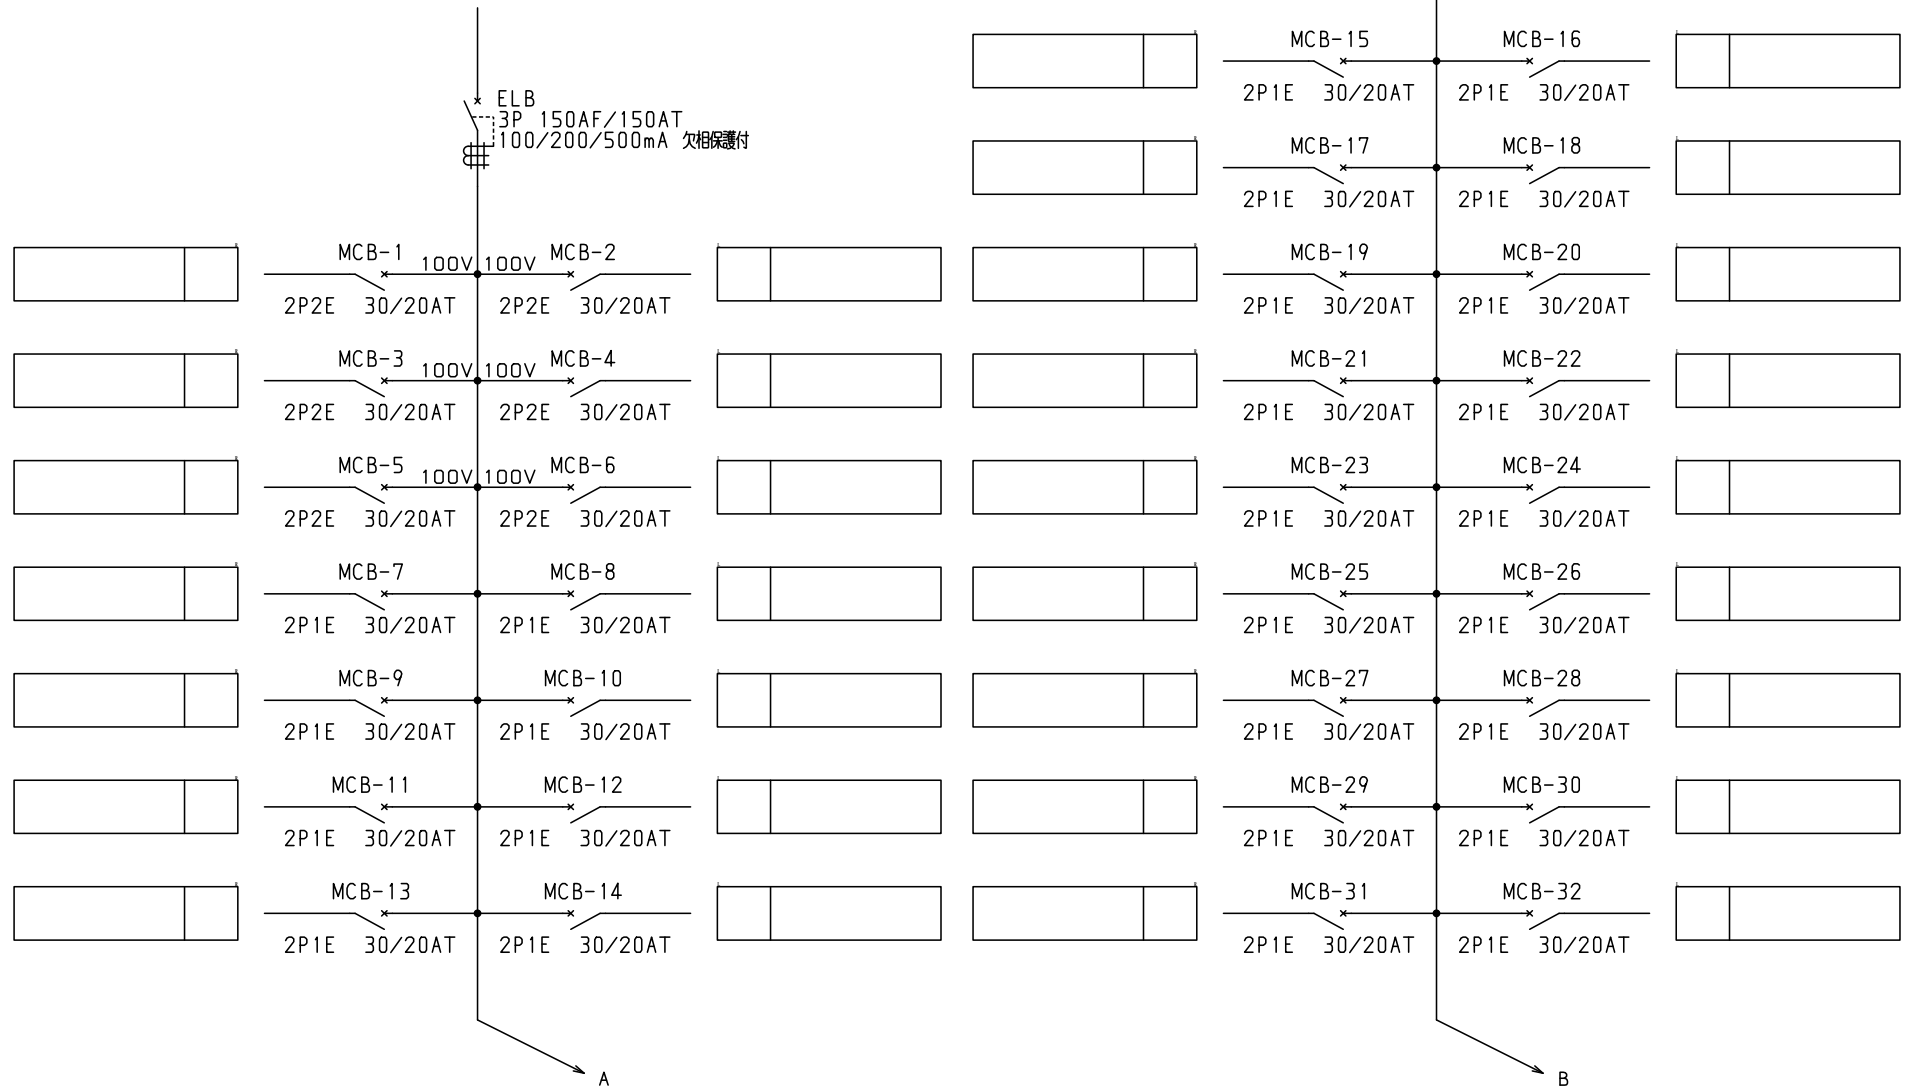 ELB
3P 150AF/150AT
100/200/500mA 欠相保護付
MCB-1 100V 100V MCB-2
2P2E 30/20AT 2P2E 30/20AT
MCB-3 100V 100V MCB-4
2P2E 30/20AT 2P2E 30/20AT
MCB-5 100V 100V MCB-6
2P2E 30/20AT 2P2E 30/20AT
MCB-7 MCB-8
2P1E 30/20AT 2P1E 30/20AT
MCB-9 MCB-10
2P1E 30/20AT 2P1E 30/20AT
MCB-11 MCB-12
2P1E 30/20AT 2P1E 30/20AT
MCB-13 MCB-14
2P1E 30/20AT 2P1E 30/20AT
A
MCB-15 MCB-16
2P1E 30/20AT 2P1E 30/20AT
MCB-17 MCB-18
2P1E 30/20AT 2P1E 30/20AT
MCB-19 MCB-20
2P1E 30/20AT 2P1E 30/20AT
MCB-21 MCB-22
2P1E 30/20AT 2P1E 30/20AT
MCB-23 MCB-24
2P1E 30/20AT 2P1E 30/20AT
MCB-25 MCB-26
2P1E 30/20AT 2P1E 30/20AT
MCB-27 MCB-28
2P1E 30/20AT 2P1E 30/20AT
MCB-29 MCB-30
2P1E 30/20AT 2P1E 30/20AT
MCB-31 MCB-32
2P1E 30/20AT 2P1E 30/20AT
B